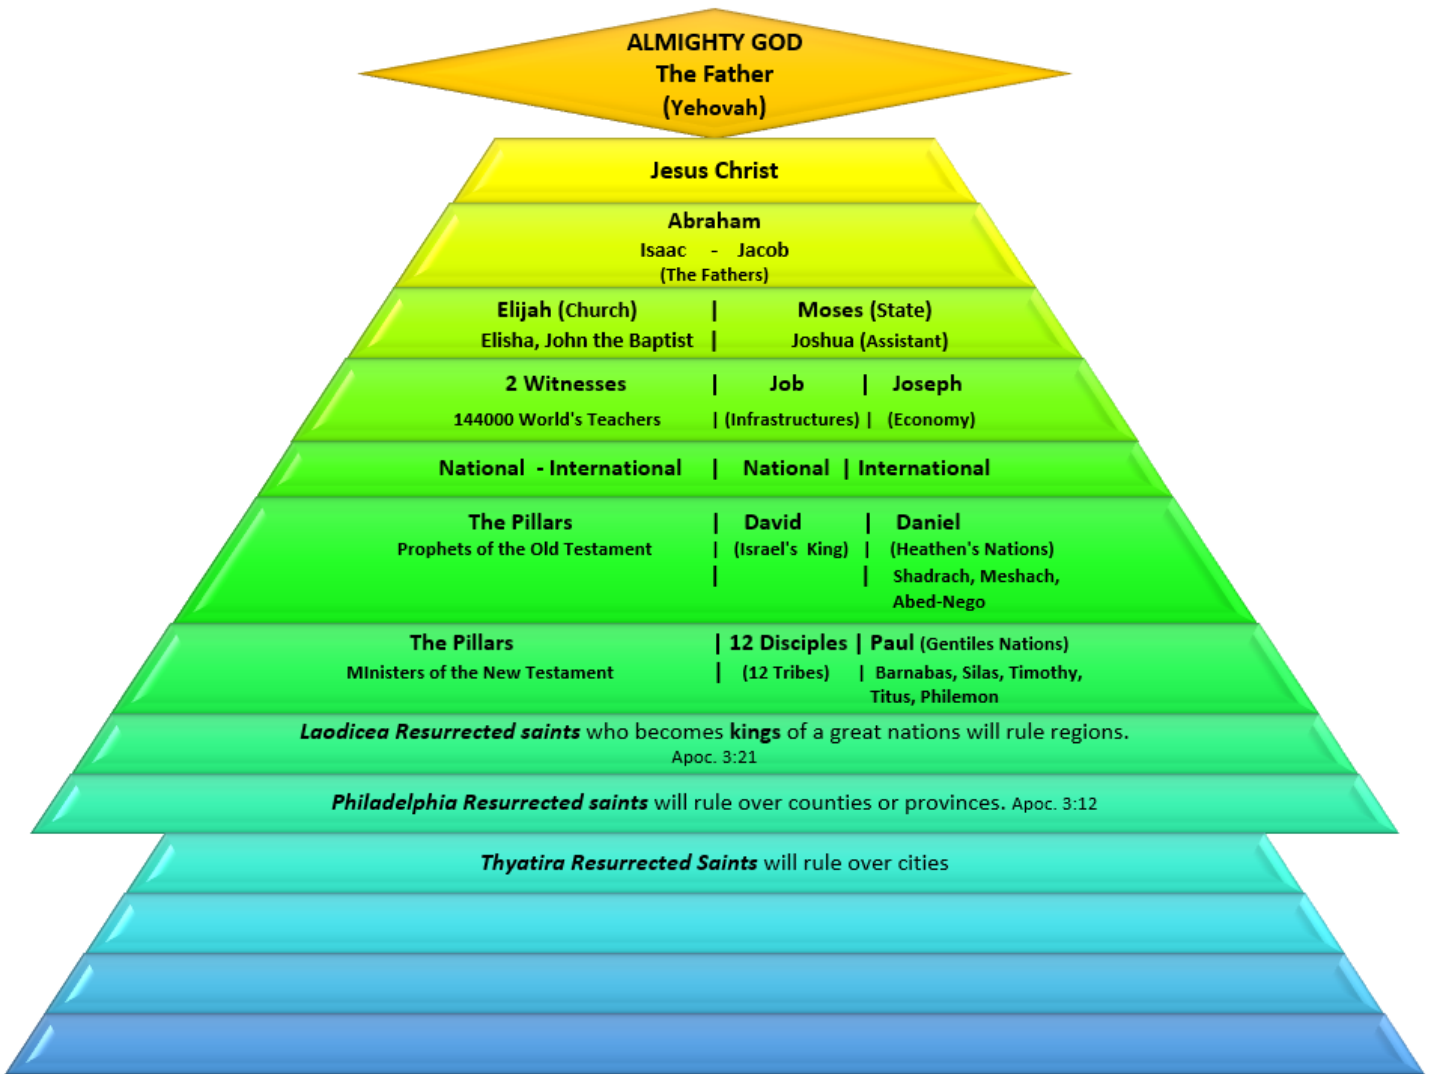 ALMIGHTY GOD
The Father
(Yehovah)
Jesus Christ
Abraham
Isaac - Jacob
(The Fathers)
Elijah (Church) | Moses (State)
Elisha, John the Baptist | Joshua (Assistant)
2 Witnesses | Job | Joseph
144000 World's Teachers | (Infrastructures) | (Economy)
National - International | National | International
The Pillars | David | Daniel
Prophets of the Old Testament | (Israel's King) | (Heathen's Nations)
| | Shadrach, Meshach,
Abed-Nego
The Pillars | 12 Disciples | Paul (Gentiles Nations)
MInisters of the New Testament | (12 Tribes) | Barnabas, Silas, Timothy,
Titus, Philemon
Laodicea Resurrected saints who becomes kings of a great nations will rule regions.
Apoc. 3:21
Philadelphia Resurrected saints will rule over counties or provinces. Apoc. 3:12
Thyatira Resurrected Saints will rule over cities